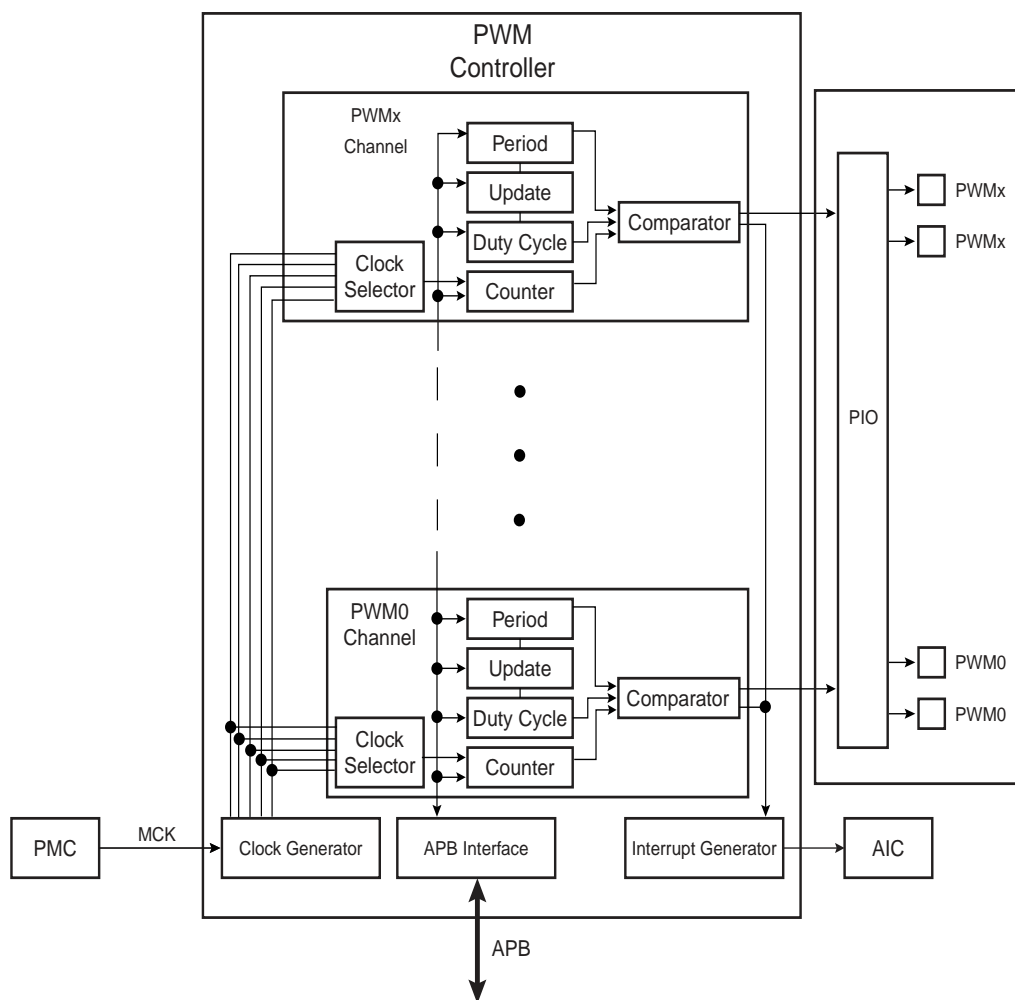 PWM
Controller
PWMx
Channel
Period
Update
Duty Cycle
Clock
Selector
Counter
Comparator
PIO
PWMx
PWMx
PWM0
Channel
Period
Update
Duty Cycle
Clock
Selector
Counter
Comparator
PWM0
PWM0
PMC
MCK
Clock Generator
APB Interface
Interrupt Generator
AIC
APB